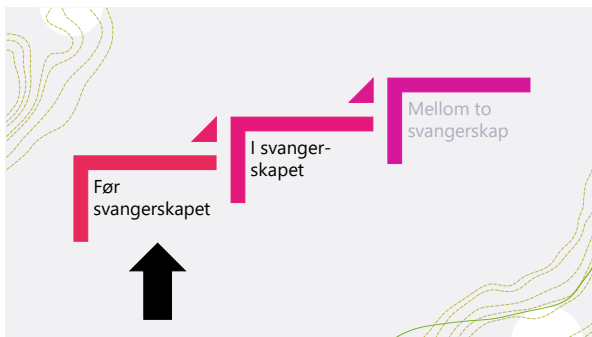 Før
svangerskapet
I svanger-
skapet
Mellom to
svangerskap